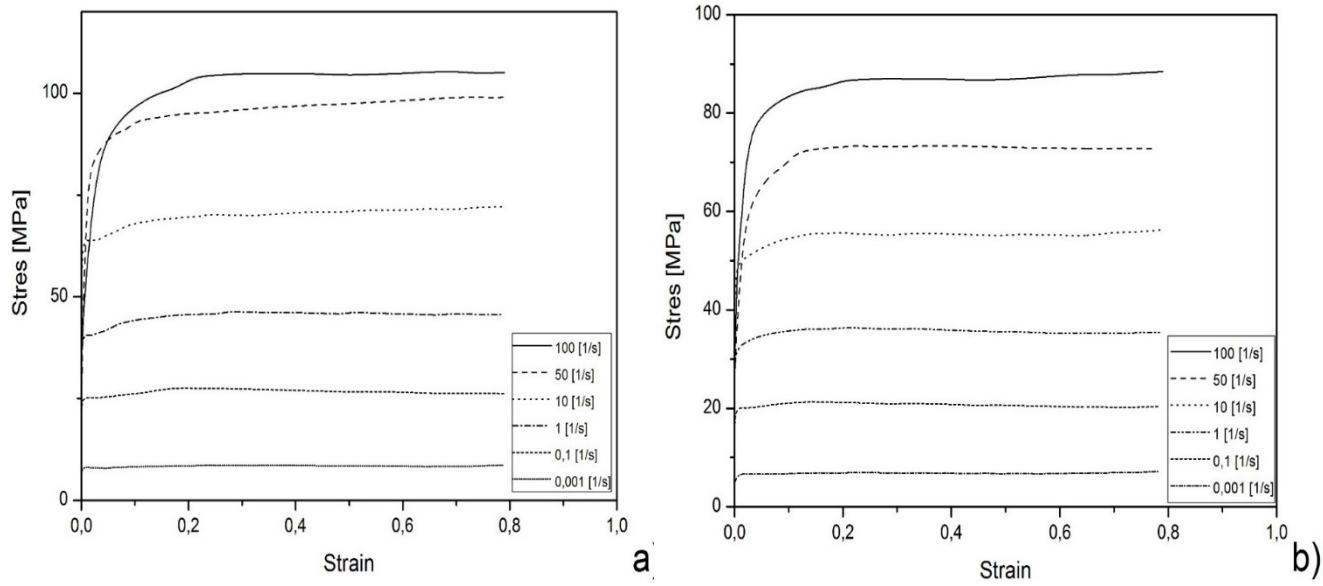 Stres [MPa]
100
50
0
0,0
0,2
0,4
0,6
0,8
1,0
Strain
100 [1/s]
50 [1/s]
10 [1/s]
1 [1/s]
0,1 [1/s]
0,001 [1/s]
a)
Stres [MPa]
100
80
60
40
20
0
0,0
0,2
0,4
0,6
0,8
1,0
Strain
100 [1/s]
50 [1/s]
10 [1/s]
1 [1/s]
0,1 [1/s]
0,001 [1/s]
b)